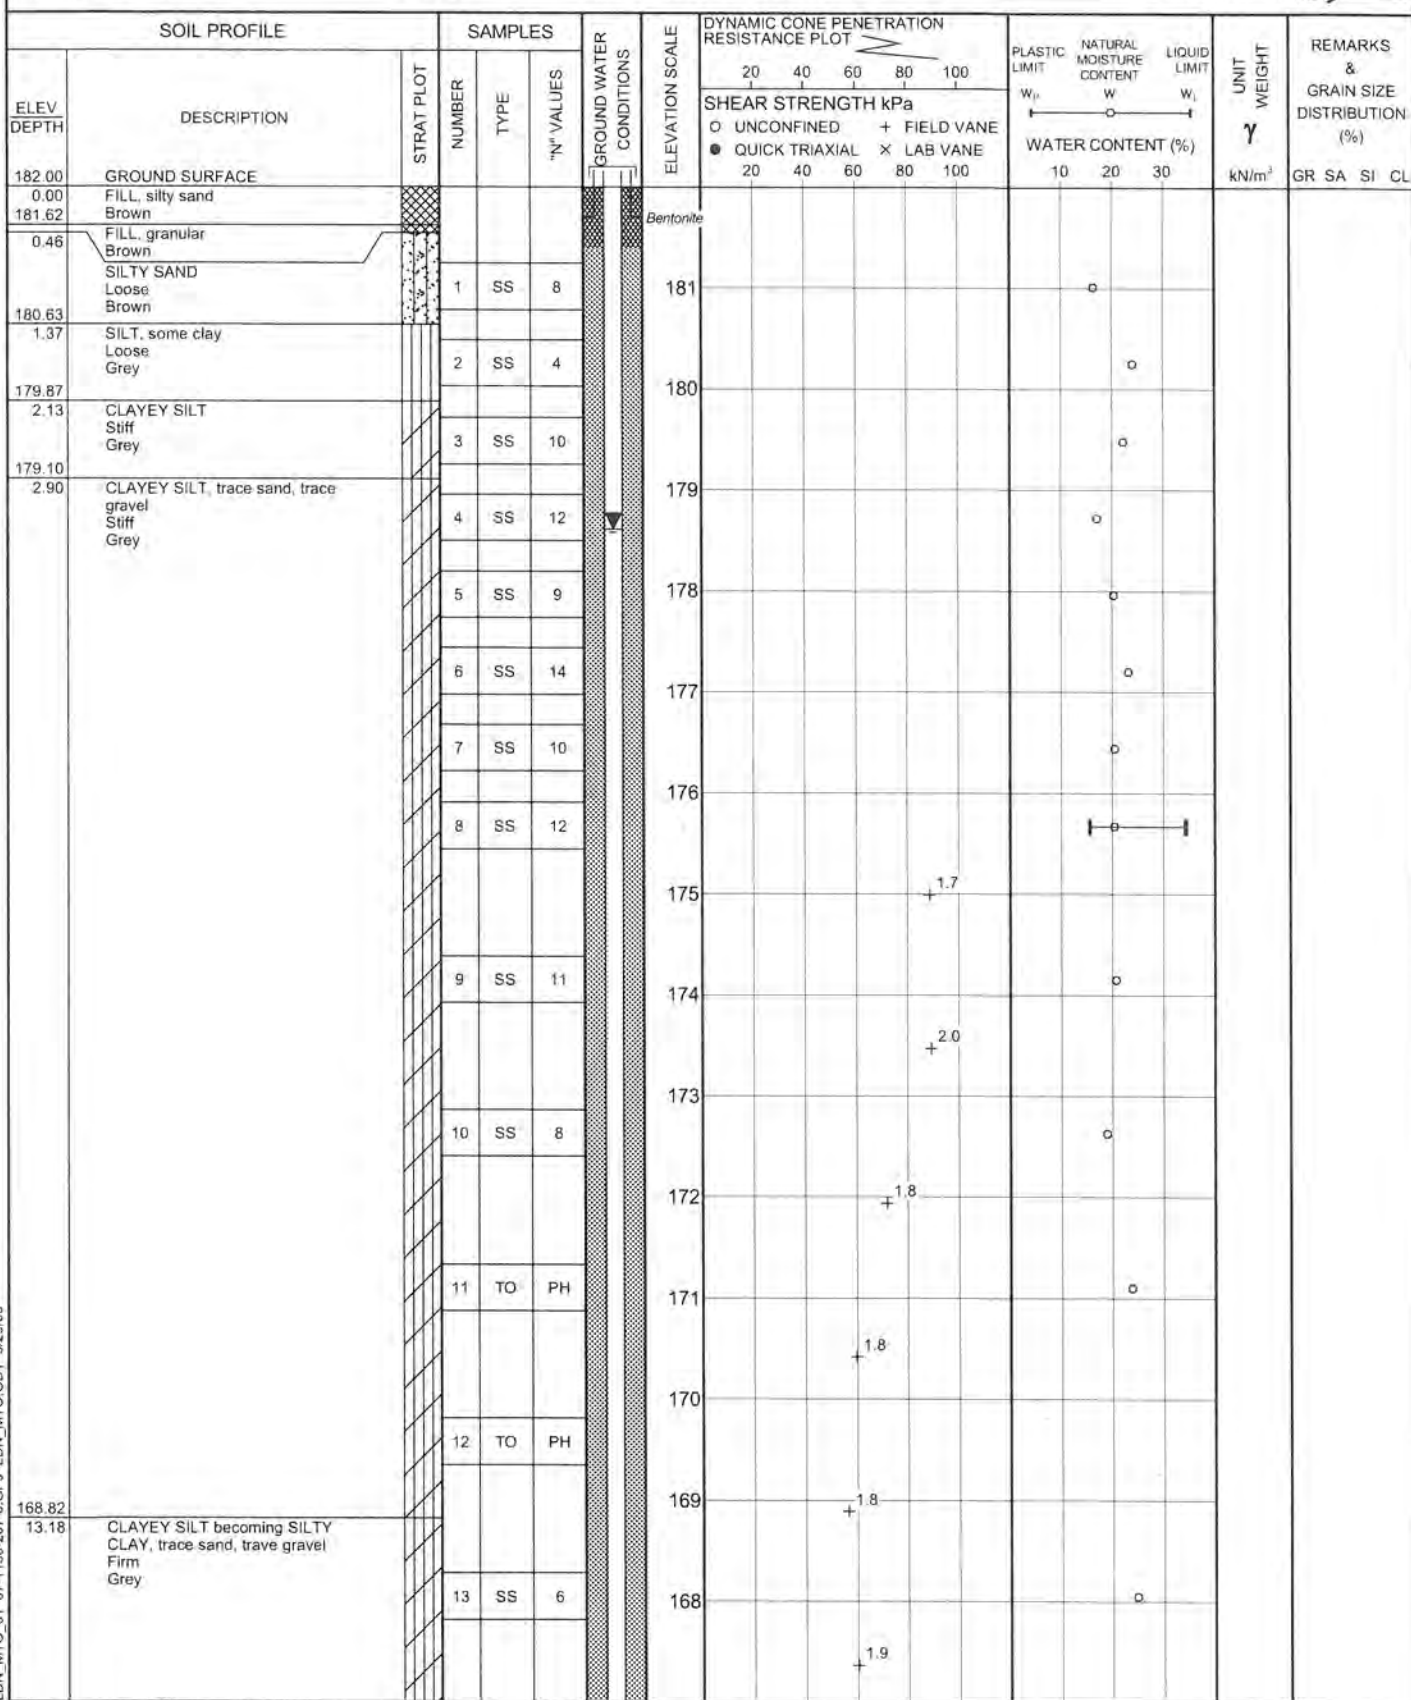 SOIL PROFILE
SAMPLES
GROUND WATER
CONDITIONS
ELEVATION SCALE
DYNAMIC CONE PENETRATION
RESISTANCE PLOT
20 40 60 80 100
SHEAR STRENGTH kPa
O UNCONFINED + FIELD VANE
● QUICK TRIAXIAL × LAB VANE
20 40 60 80 100
PLASTIC
LIMIT
NATURAL
MOISTURE
CONTENT
LIQUID
LIMIT
W
WATER CONTENT (%)
10 20 30
UNIT
WEIGHT
γ
kN/m³
REMARKS
&
GRAIN SIZE
DISTRIBUTION
(%)
GR SA SI CL
ELEV
DEPTH
DESCRIPTION
STRAT PLOT
NUMBER
TYPE
"N" VALUES
182.00 GROUND SURFACE
0.00 FILL, silty sand
181.62 Brown
Bentonite
0.46 FILL, granular
Brown
SILTY SAND
Loose
Brown
1 SS 8
181
180.63
1.37 SILT, some clay
Loose
Grey
2 SS 4
180
179.87
2.13 CLAYEY SILT
Stiff
Grey
3 SS 10
179.10
2.90 CLAYEY SILT, trace sand, trace
gravel
Stiff
Grey
179
4 SS 12
178
5 SS 9
6 SS 14
177
7 SS 10
176
8 SS 12
1.7
175
9 SS 11
174
2.0
173
10 SS 8
1.8
172
11 TO PH
171
1.8
170
12 TO PH
1.8
169
168.82
13.18 CLAYEY SILT becoming SILTY
CLAY, trace sand, trave gravel
Firm
Grey
13 SS 6
168
1.9